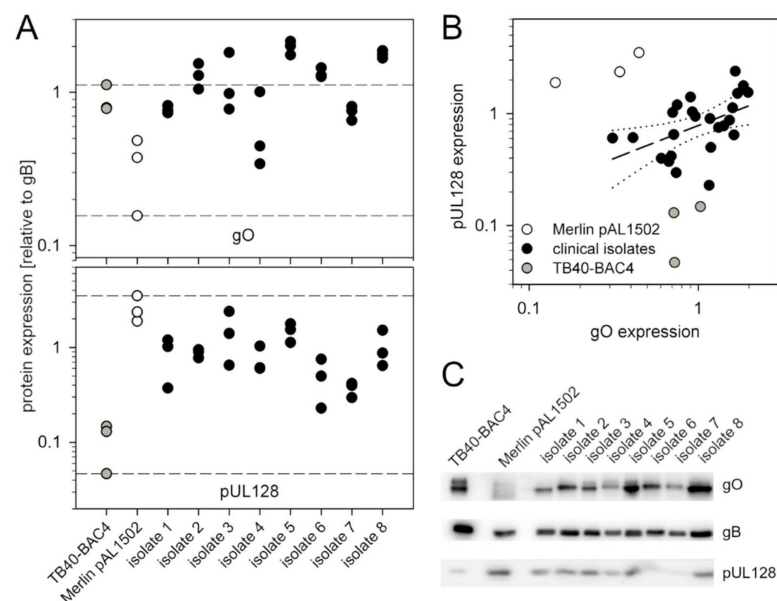 A
protein expression [relative to gB]
1
0.1
gO
1
0.1
pUL128
TB40-BAC4
Merlin pAL1502
isolate 1
isolate 2
isolate 3
isolate 4
isolate 5
isolate 6
isolate 7
isolate 8
B
pUL128 expression
1
0.1
Merlin pAL1502
clinical isolates
TB40-BAC4
0.1
1
gO expression
C
TB40-BAC4
Merlin pAL1502
isolate 1
isolate 2
isolate 3
isolate 4
isolate 5
isolate 6
isolate 7
isolate 8
gO
gB
pUL128